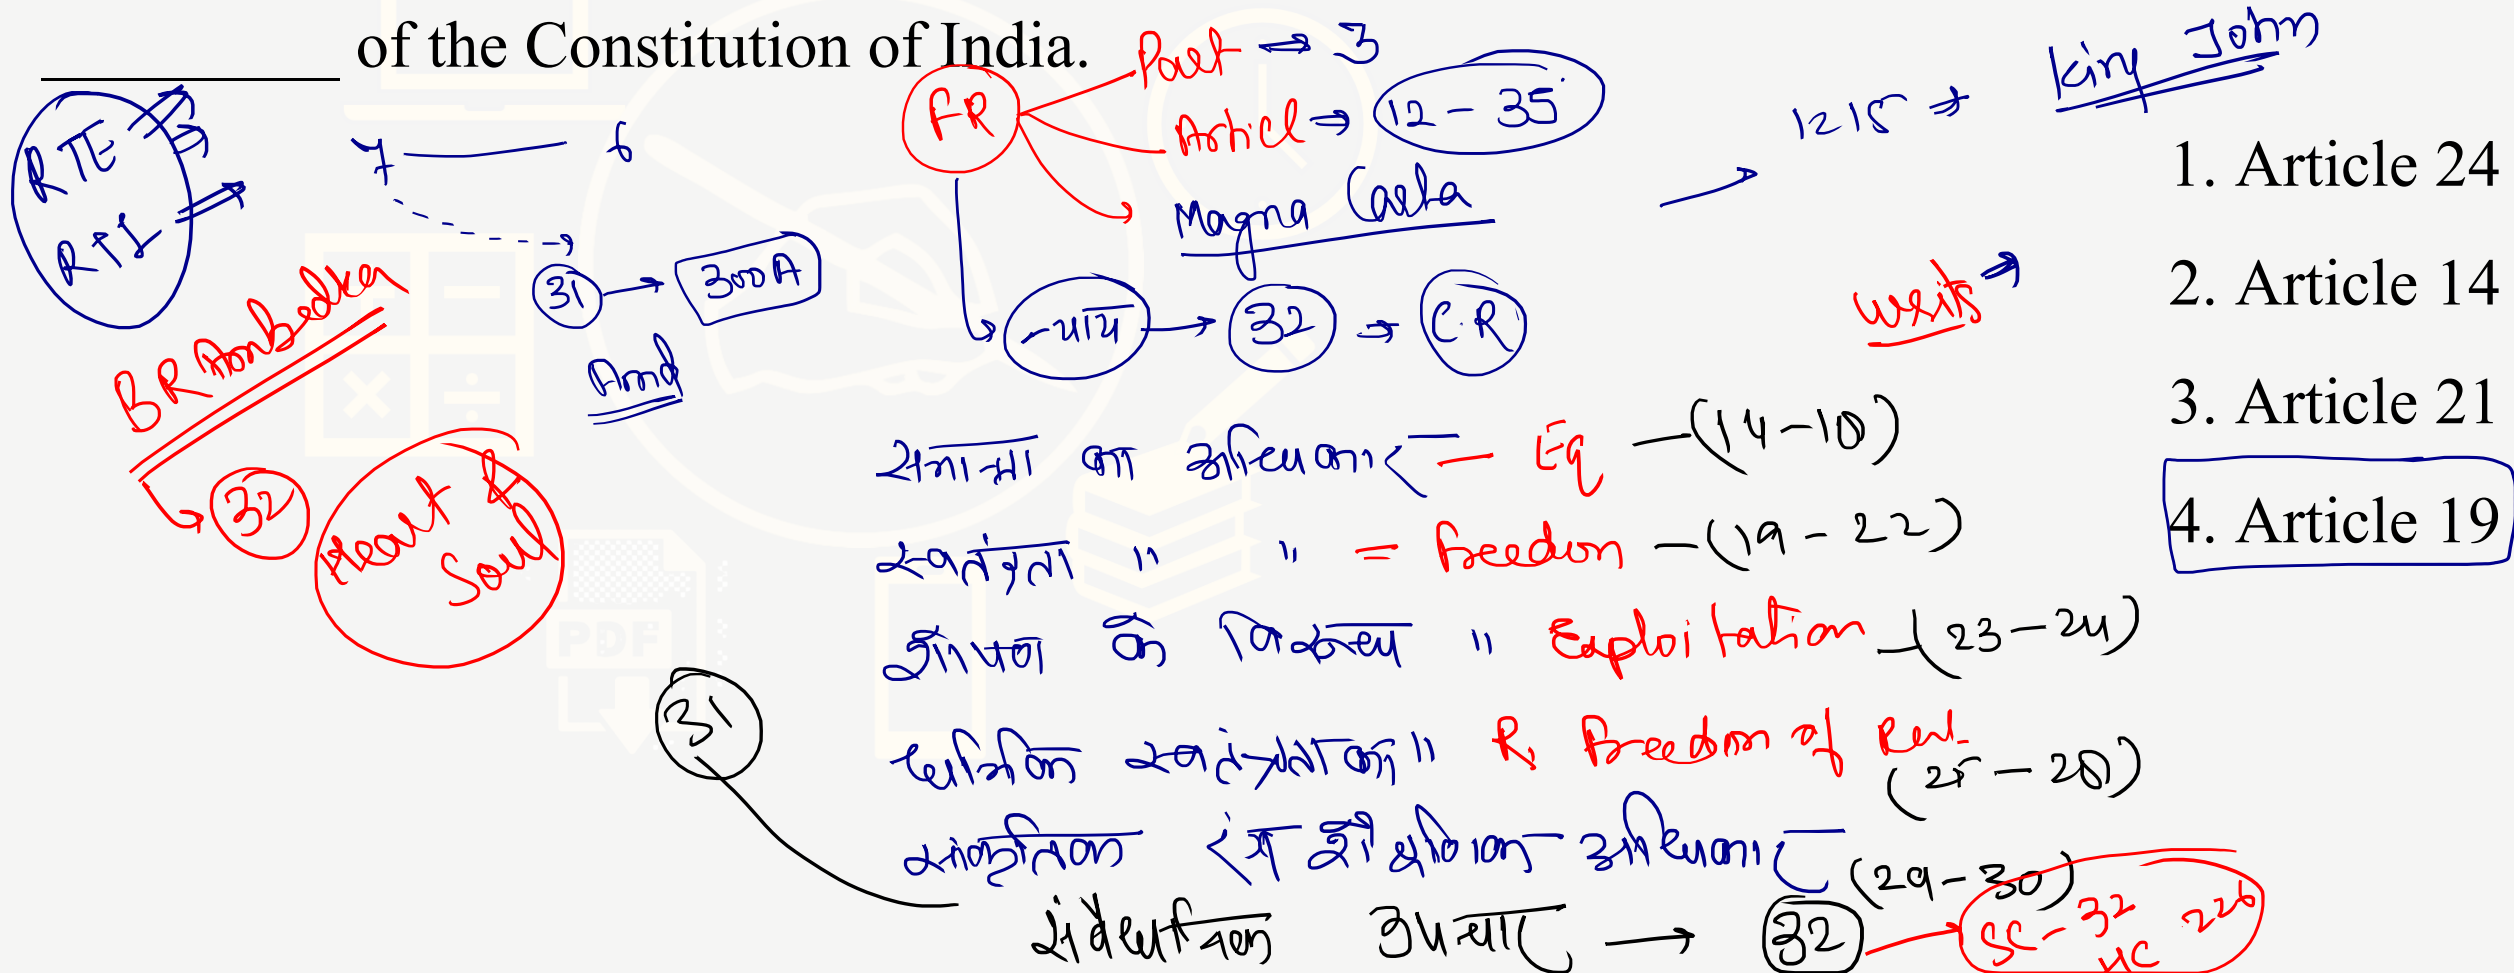 of the Constitution of India.
Part → 3
King John
FR
Article → 12 - 35
1215 →
RTE
7 6
1. Article 24
Magna Carta
RTI
31 → 300A
2. Article 14
BR Ambedkar
न्याय → 32 → C.R
Writs →
Amd
3. Article 21
समानता का अधिकार - Eq - (14-18)
32
Heart &
Soul
4. Article 19
स्वतंत्रता " " - freedom - (19-22)
शोषण के विरूद्ध " Exploitation - (23-24)
31
धार्मिक स्वतंत्रता का " R. freedom of Rel.
(25-28)
PDF
सांस्कृतिक एवं शैक्षणिक अधिकार
(29-30)
संवैधानिक उपचार → 32
SC - 32
HC 226